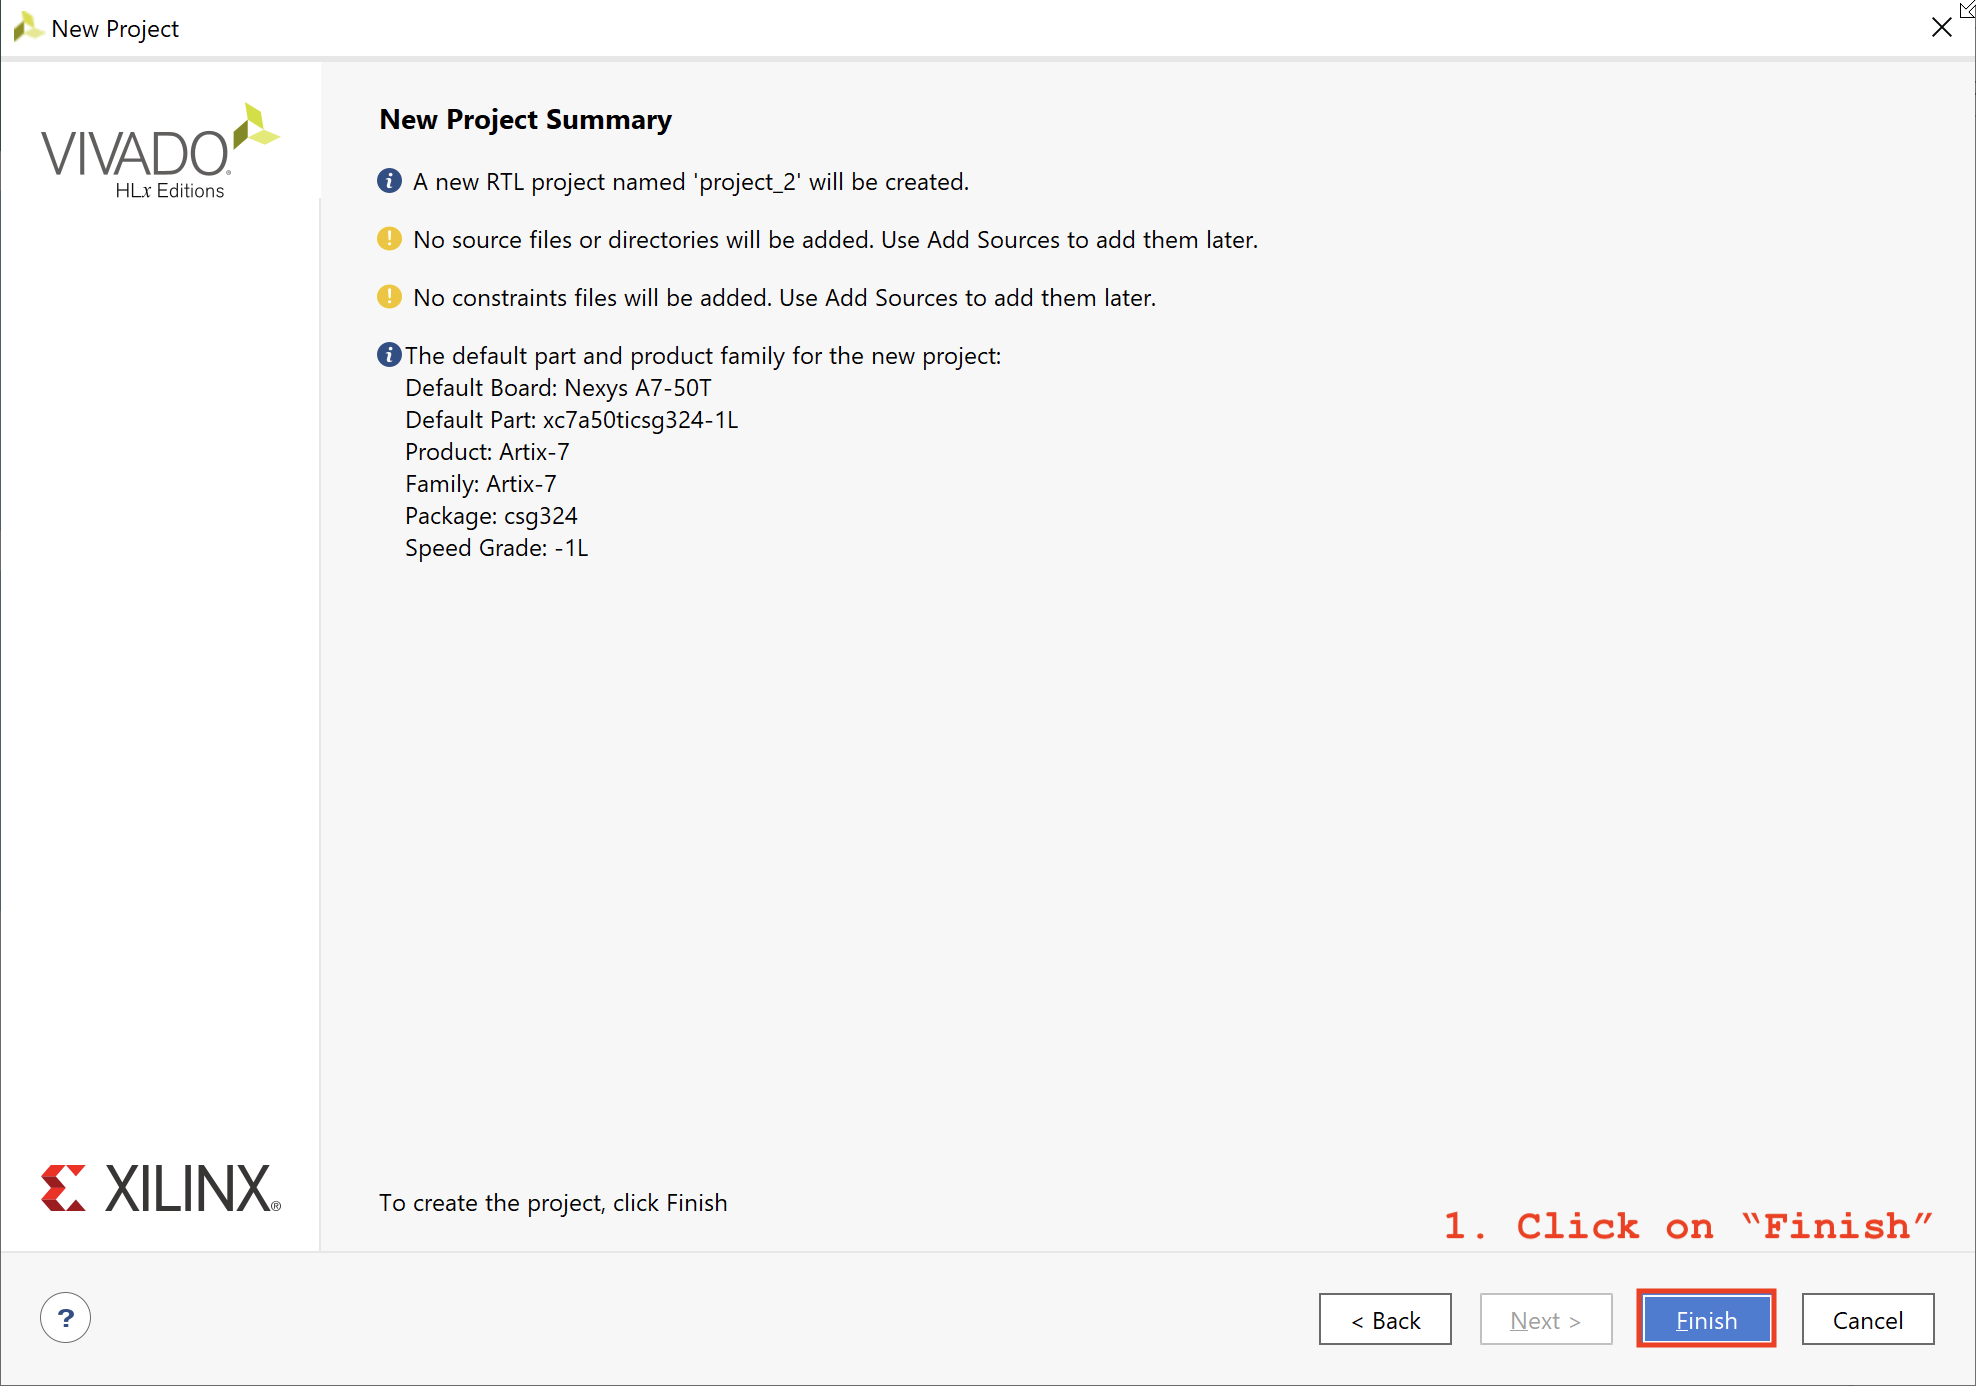 New Project
VIVADO
HLx Editions
New Project Summary
A new RTL project named 'project_2' will be created.
No source files or directories will be added. Use Add Sources to add them later.
No constraints files will be added. Use Add Sources to add them later.
The default part and product family for the new project:
Default Board: Nexys A7-50T
Default Part: xc7a50ticsg324-1L
Product: Artix-7
Family: Artix-7
Package: csg324
Speed Grade: -1L
XILINX®
To create the project, click Finish
1. Click on “Finish”
?
< Back
Next >
Finish
Cancel